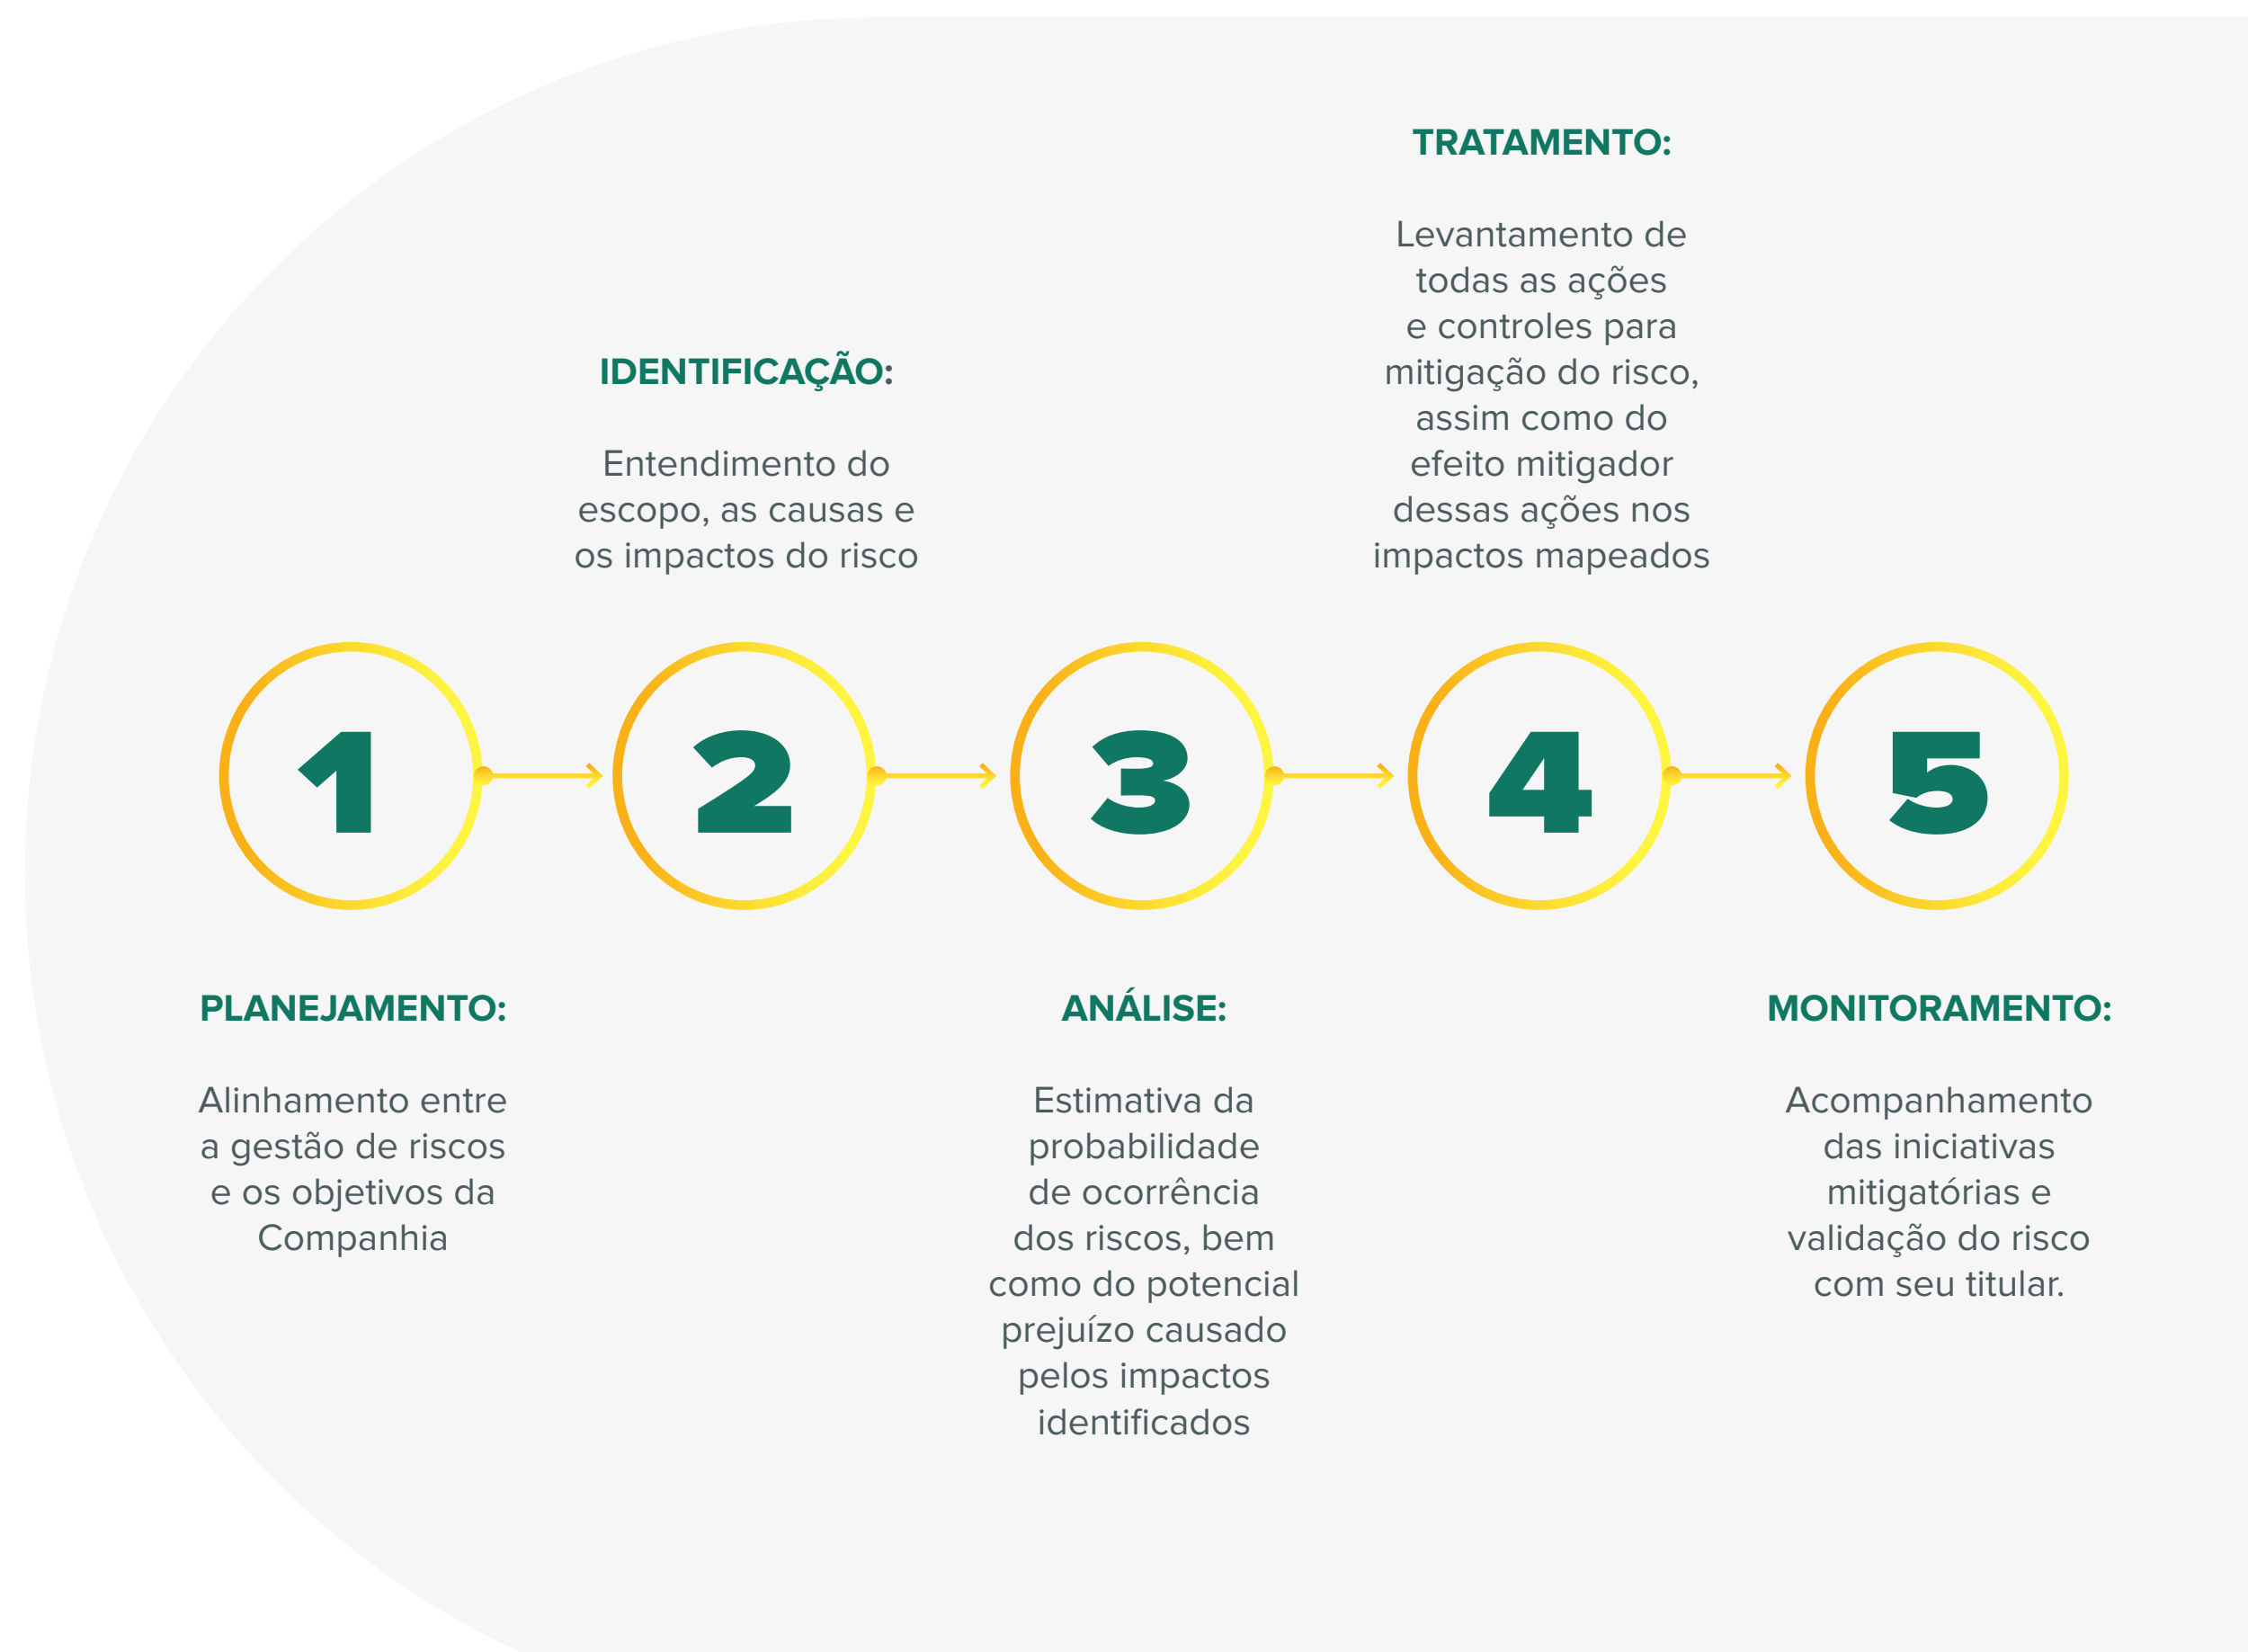 1
PLANEJAMENTO:
Alinhamento entre
a gestão de riscos
e os objetivos da
Companhia
IDENTIFICAÇÃO:
Entendimento do
escopo, as causas e
os impactos do risco
2
3
ANÁLISE:
Estimativa da
probabilidade
de ocorrência
dos riscos, bem
como do potencial
prejuízo causado
pelos impactos
identificados
TRATAMENTO:
Levantamento de
todas as ações
e controles para
mitigação do risco,
assim como do
efeito mitigador
dessas ações nos
impactos mapeados
4
5
MONITORAMENTO:
Acompanhamento
das iniciativas
mitigatórias e
validação do risco
com seu titular.